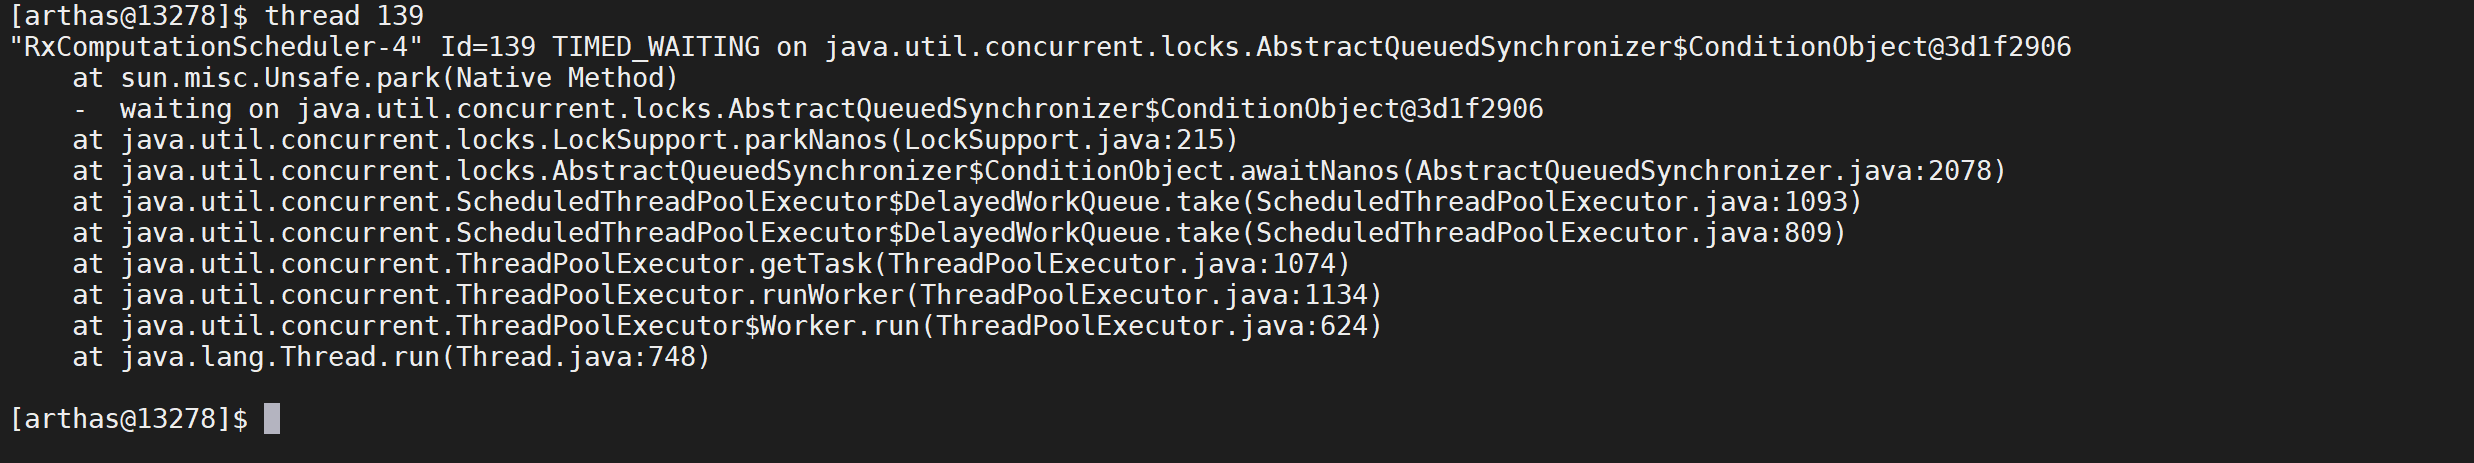 [arthas@13278]$ thread 139
"RxComputationScheduler-4" Id=139 TIMED_WAITING on java.util.concurrent.locks.AbstractQueuedSynchronizer$ConditionObject@3d1f2906
    at sun.misc.Unsafe.park(Native Method)
    -  waiting on java.util.concurrent.locks.AbstractQueuedSynchronizer$ConditionObject@3d1f2906
    at java.util.concurrent.locks.LockSupport.parkNanos(LockSupport.java:215)
    at java.util.concurrent.locks.AbstractQueuedSynchronizer$ConditionObject.awaitNanos(AbstractQueuedSynchronizer.java:2078)
    at java.util.concurrent.ScheduledThreadPoolExecutor$DelayedWorkQueue.take(ScheduledThreadPoolExecutor.java:1093)
    at java.util.concurrent.ScheduledThreadPoolExecutor$DelayedWorkQueue.take(ScheduledThreadPoolExecutor.java:809)
    at java.util.concurrent.ThreadPoolExecutor.getTask(ThreadPoolExecutor.java:1074)
    at java.util.concurrent.ThreadPoolExecutor.runWorker(ThreadPoolExecutor.java:1134)
    at java.util.concurrent.ThreadPoolExecutor$Worker.run(ThreadPoolExecutor.java:624)
    at java.lang.Thread.run(Thread.java:748)
[arthas@13278]$